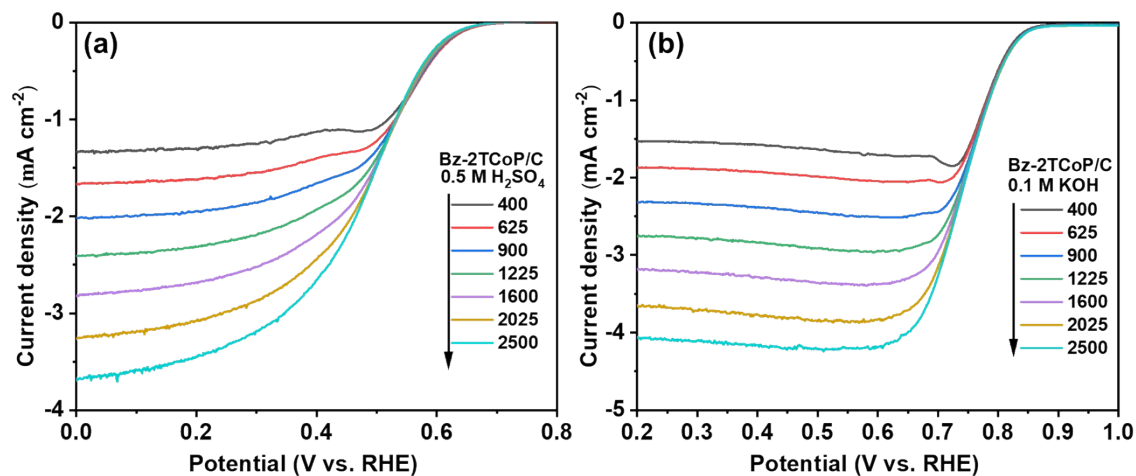 (a)
Current density (mA cm⁻²)
0
-1
-2
-3
-4
Bz-2TCoP/C
0.5 M H₂SO₄
400
625
900
1225
1600
2025
2500
0.0 0.2 0.4 0.6 0.8
Potential (V vs. RHE)
(b)
Current density (mA cm⁻²)
0
-1
-2
-3
-4
-5
Bz-2TCoP/C
0.1 M KOH
400
625
900
1225
1600
2025
2500
0.2 0.3 0.4 0.5 0.6 0.7 0.8 0.9 1.0
Potential (V vs. RHE)